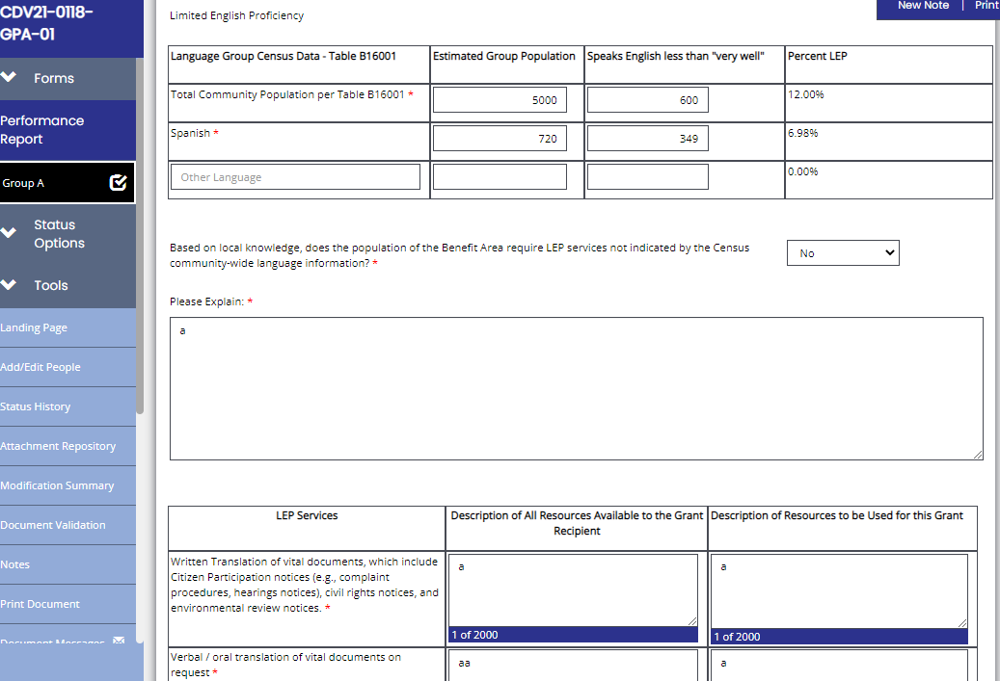 CDV21-0118-
GPA-01
Forms
Performance
Report
Group A
Status
Options
Tools
Landing Page
Add/Edit People
Status History
Attachment Repository
Modification Summary
Document Validation
Notes
Print Document
Document Messages
New Note | Print
Limited English Proficiency
Language Group Census Data - Table B16001 Estimated Group Population Speaks English less than "very well" Percent LEP
Total Community Population per Table B16001 * 5000 600 12.00%
Spanish * 720 349 6.98%
Other Language 0.00%
Based on local knowledge, does the population of the Benefit Area require LEP services not indicated by the Census No
community-wide language information? *
Please Explain: *
a
LEP Services Description of All Resources Available to the Grant Description of Resources to be Used for this Grant
Recipient
Written Translation of vital documents, which include a a
Citizen Participation notices (e.g., complaint
procedures, hearings notices), civil rights notices, and
environmental review notices. *
1 of 2000 1 of 2000
Verbal / oral translation of vital documents on aa a
request *